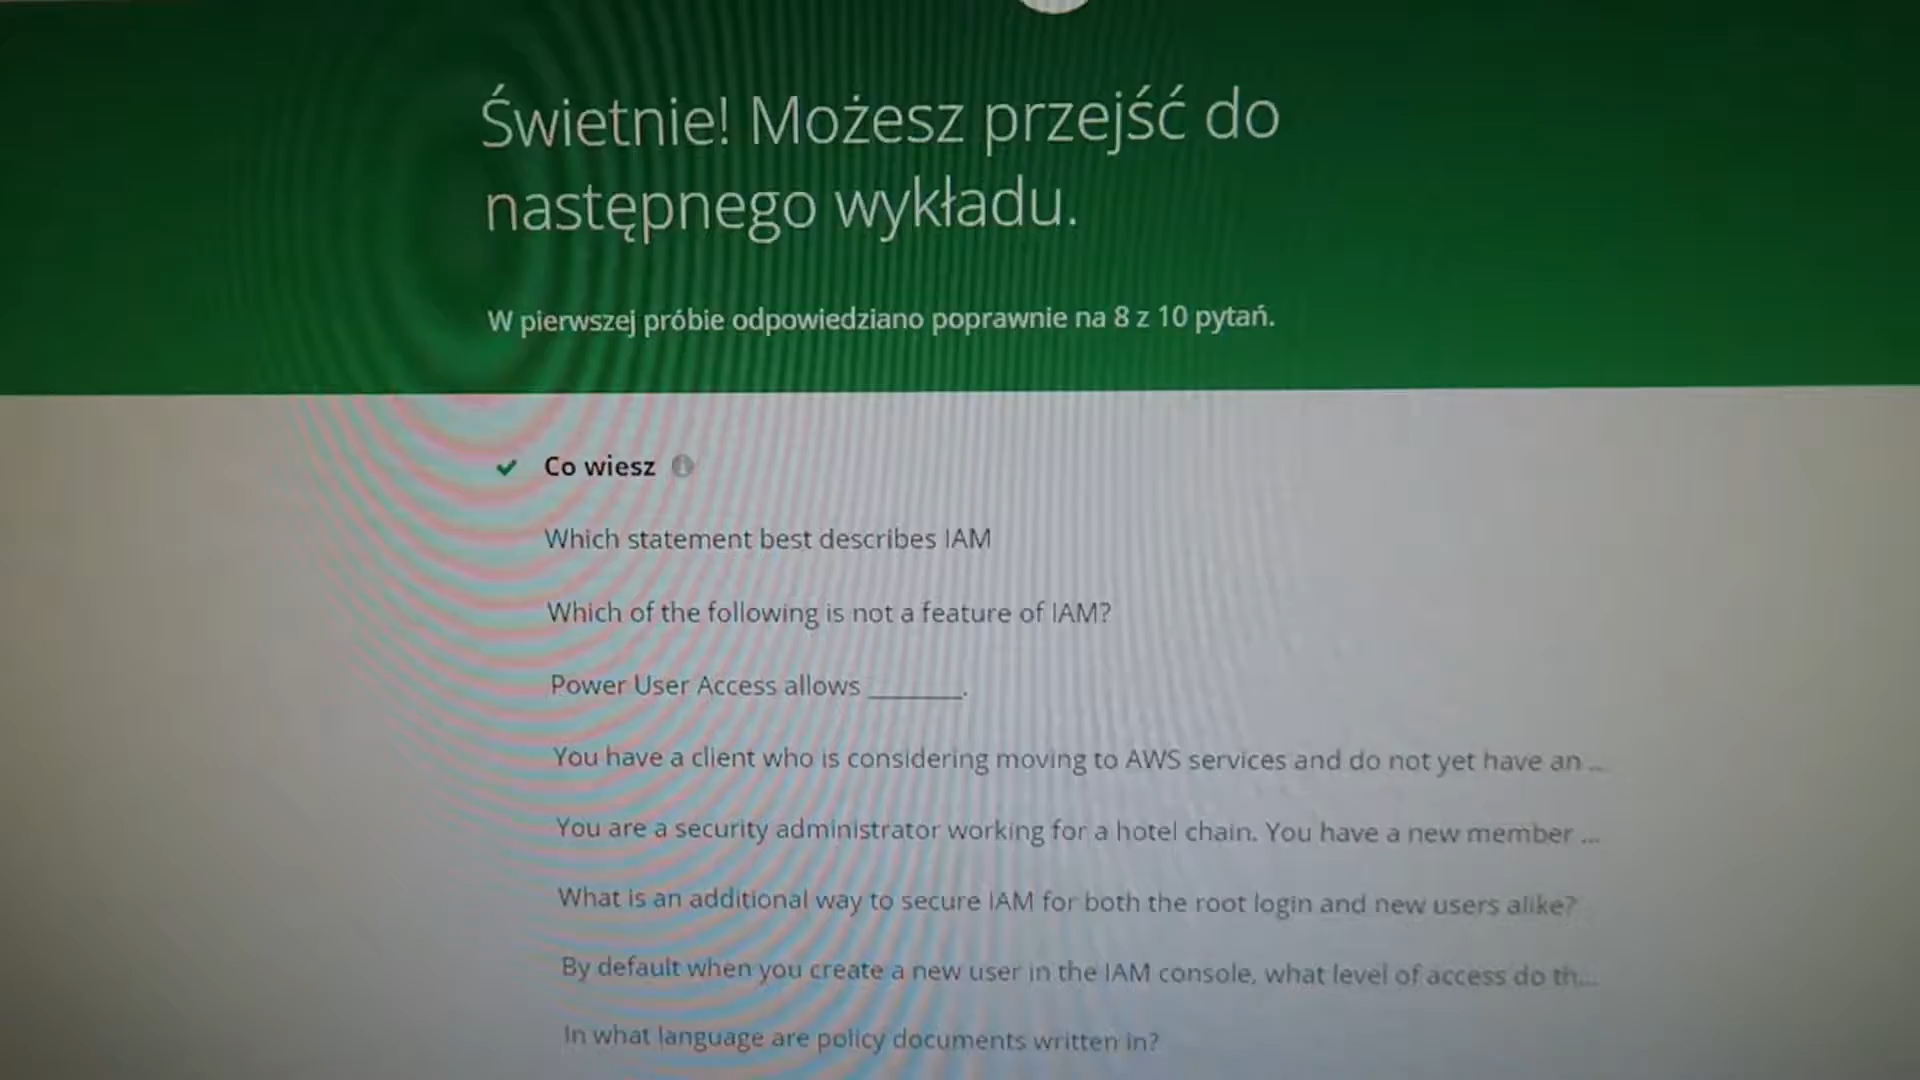 Świetnie! Możesz przejść do
następnego wykładu.
W pierwszej próbie odpowiedziano poprawnie na 8 z 10 pytań.
Co wiesz
Which statement best describes IAM
Which of the following is not a feature of IAM?
Power User Access allows _______.
You have a client who is considering moving to AWS services and do not yet have an ...
You are a security administrator working for a hotel chain. You have a new member ...
What is an additional way to secure IAM for both the root login and new users alike?
By default when you create a new user in the IAM console, what level of access do th...
In what language are policy documents written in?